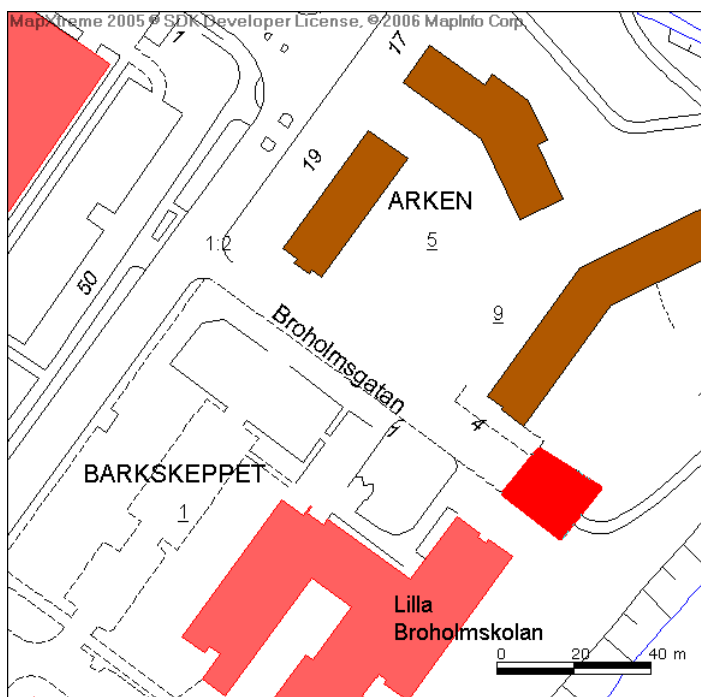 MapXtreme 2005 ® SDK Developer License, © 2006 MapInfo Corp.
1
17
19
ARKEN
1:2
5
50
9
Broholmsgatan
4
1
BARKSKEPPET
1
Lilla
Broholmskolan
0 20 40 m